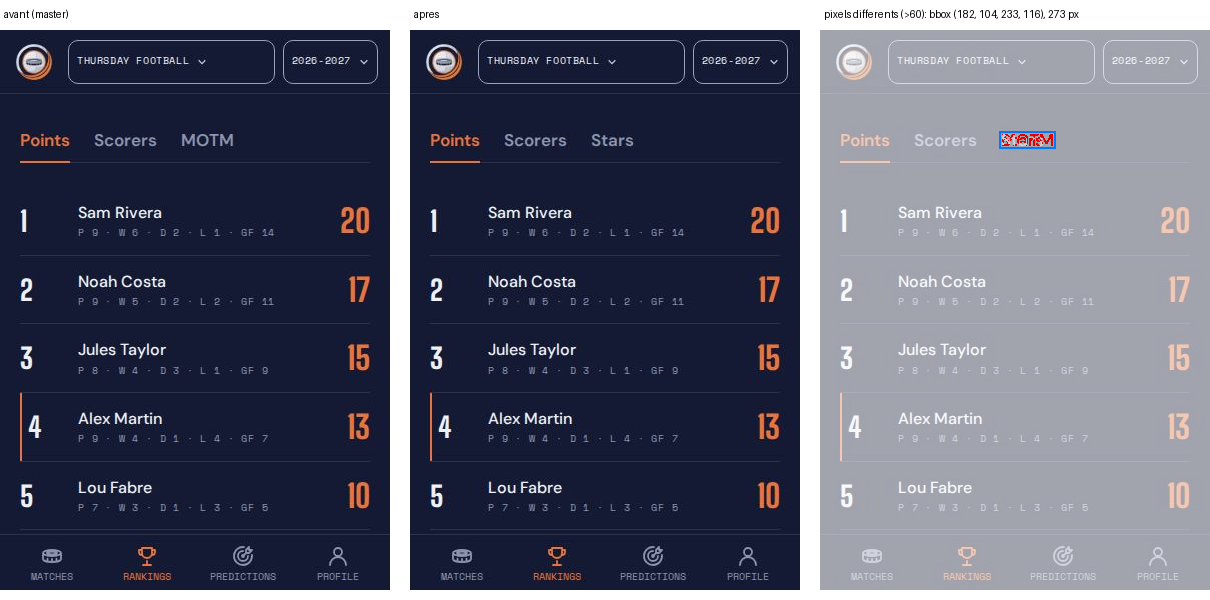 avant (master)
THURSDAY FOOTBALL
2026-2027
Points Scorers MOTM
1 Sam Rivera 20
P 9 · W 6 · D 2 · L 1 · GF 14
2 Noah Costa 17
P 9 · W 5 · D 2 · L 2 · GF 11
3 Jules Taylor 15
P 8 · W 4 · D 3 · L 1 · GF 9
4 Alex Martin 13
P 9 · W 4 · D 1 · L 4 · GF 7
5 Lou Fabre 10
P 7 · W 3 · D 1 · L 3 · GF 5
MATCHES RANKINGS PREDICTIONS PROFILE
apres
THURSDAY FOOTBALL
2026-2027
Points Scorers Stars
1 Sam Rivera 20
P 9 · W 6 · D 2 · L 1 · GF 14
2 Noah Costa 17
P 9 · W 5 · D 2 · L 2 · GF 11
3 Jules Taylor 15
P 8 · W 4 · D 3 · L 1 · GF 9
4 Alex Martin 13
P 9 · W 4 · D 1 · L 4 · GF 7
5 Lou Fabre 10
P 7 · W 3 · D 1 · L 3 · GF 5
MATCHES RANKINGS PREDICTIONS PROFILE
pixels differents (>60): bbox (182, 104, 233, 116), 273 px
THURSDAY FOOTBALL
2026-2027
Points Scorers
1 Sam Rivera 20
P 9 · W 6 · D 2 · L 1 · GF 14
2 Noah Costa 17
P 9 · W 5 · D 2 · L 2 · GF 11
3 Jules Taylor 15
P 8 · W 4 · D 3 · L 1 · GF 9
4 Alex Martin 13
P 9 · W 4 · D 1 · L 4 · GF 7
5 Lou Fabre 10
P 7 · W 3 · D 1 · L 3 · GF 5
MATCHES RANKINGS PREDICTIONS PROFILE